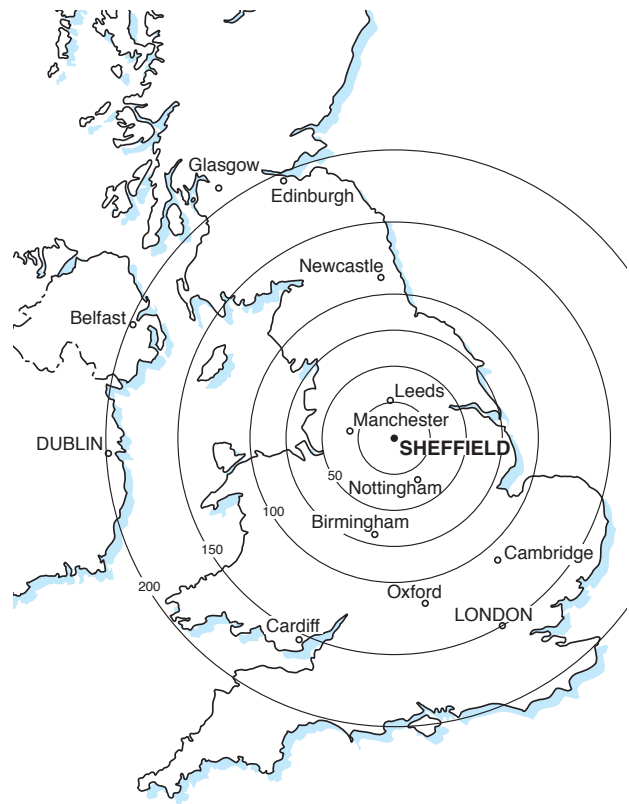 Glasgow
Edinburgh
Newcastle
Belfast
Leeds
Manchester
DUBLIN
SHEFFIELD
50
Nottingham
100
Birmingham
150
Cambridge
200
Oxford
LONDON
Cardiff